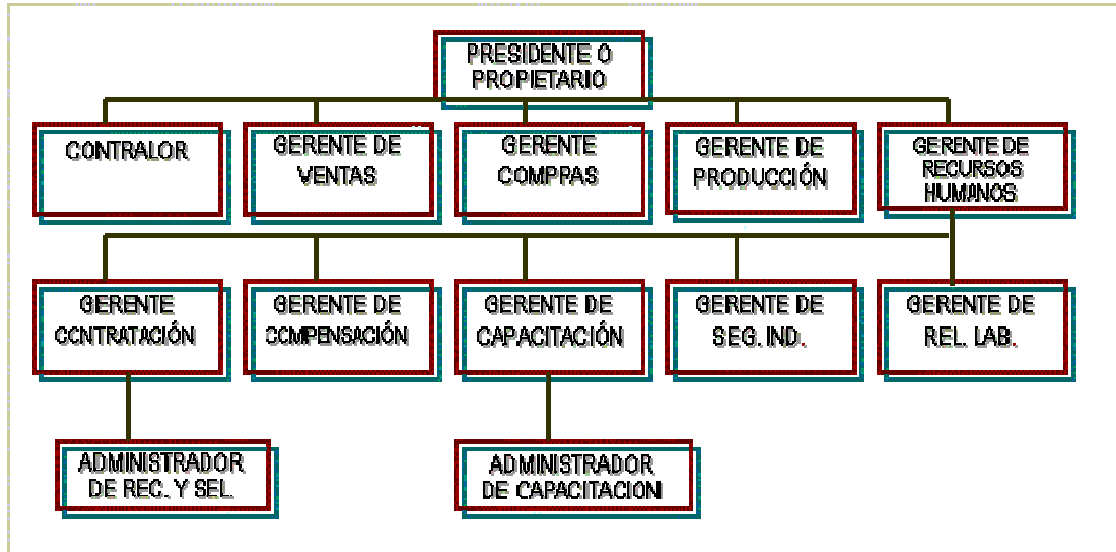 PRESIDENTE O
PROPIETARIO
CONTRALOR
GERENTE DE
VENTAS
GERENTE
COMPRAS
GERENTE DE
PRODUCCIÓN
GERENTE DE
RECURSOS
HUMANOS
GERENTE
CONTRATACIÓN
GERENTE DE
COMPENSACIÓN
GERENTE DE
CAPACITACIÓN
GERENTE DE
SEG. IND.
GERENTE DE
REL. LAB.
ADMINISTRADOR
DE REC. Y SEL.
ADMINISTRADOR
DE CAPACITACION